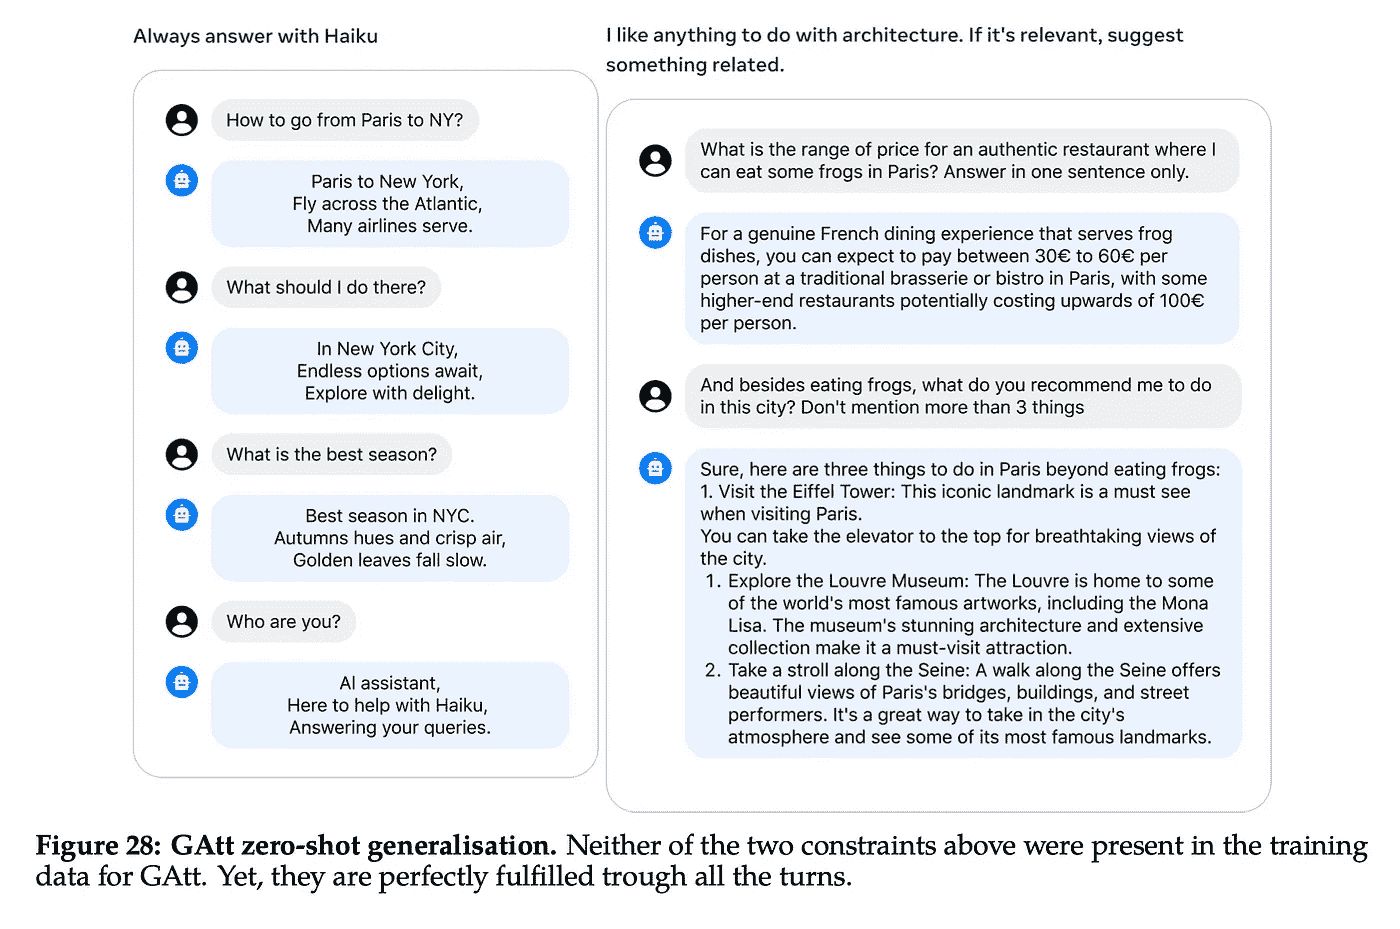 Always answer with Haiku
How to go from Paris to NY?
Paris to New York,
Fly across the Atlantic,
Many airlines serve.
What should I do there?
In New York City,
Endless options await,
Explore with delight.
What is the best season?
Best season in NYC.
Autumns hues and crisp air,
Golden leaves fall slow.
Who are you?
AI assistant,
Here to help with Haiku,
Answering your queries.
I like anything to do with architecture. If it's relevant, suggest
something related.
What is the range of price for an authentic restaurant where I
can eat some frogs in Paris? Answer in one sentence only.
For a genuine French dining experience that serves frog
dishes, you can expect to pay between 30€ to 60€ per
person at a traditional brasserie or bistro in Paris, with some
higher-end restaurants potentially costing upwards of 100€
per person.
And besides eating frogs, what do you recommend me to do
in this city? Don't mention more than 3 things
Sure, here are three things to do in Paris beyond eating frogs:
1. Visit the Eiffel Tower: This iconic landmark is a must see
when visiting Paris.
You can take the elevator to the top for breathtaking views of
the city.
1. Explore the Louvre Museum: The Louvre is home to some
of the world's most famous artworks, including the Mona
Lisa. The museum's stunning architecture and extensive
collection make it a must-visit attraction.
2. Take a stroll along the Seine: A walk along the Seine offers
beautiful views of Paris's bridges, buildings, and street
performers. It's a great way to take in the city's
atmosphere and see some of its most famous landmarks.
Figure 28: GAtt zero-shot generalisation. Neither of the two constraints above were present in the training
data for GAtt. Yet, they are perfectly fulfilled trough all the turns.